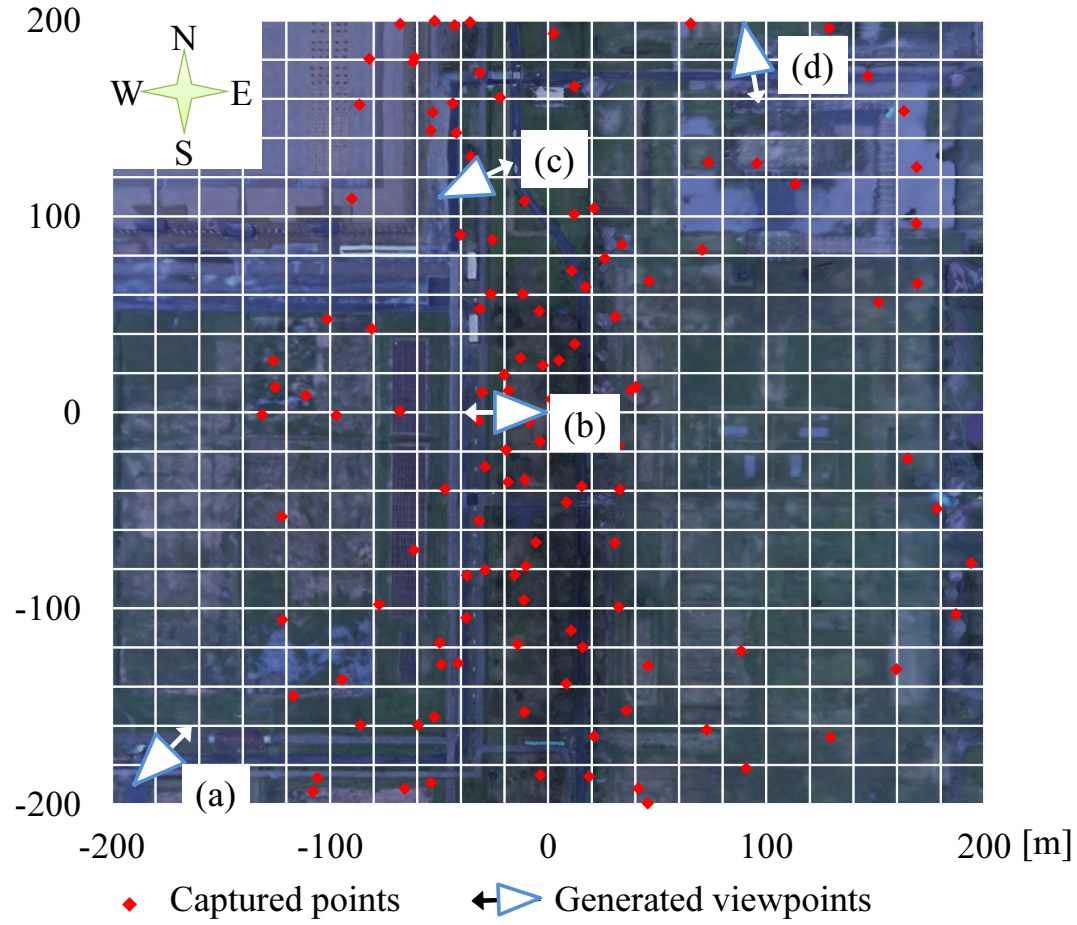 200
N
W E
S
(d)
(c)
100
0
(b)
-100
(a)
-200
-200 -100 0 100 200 [m]
Captured points Generated viewpoints